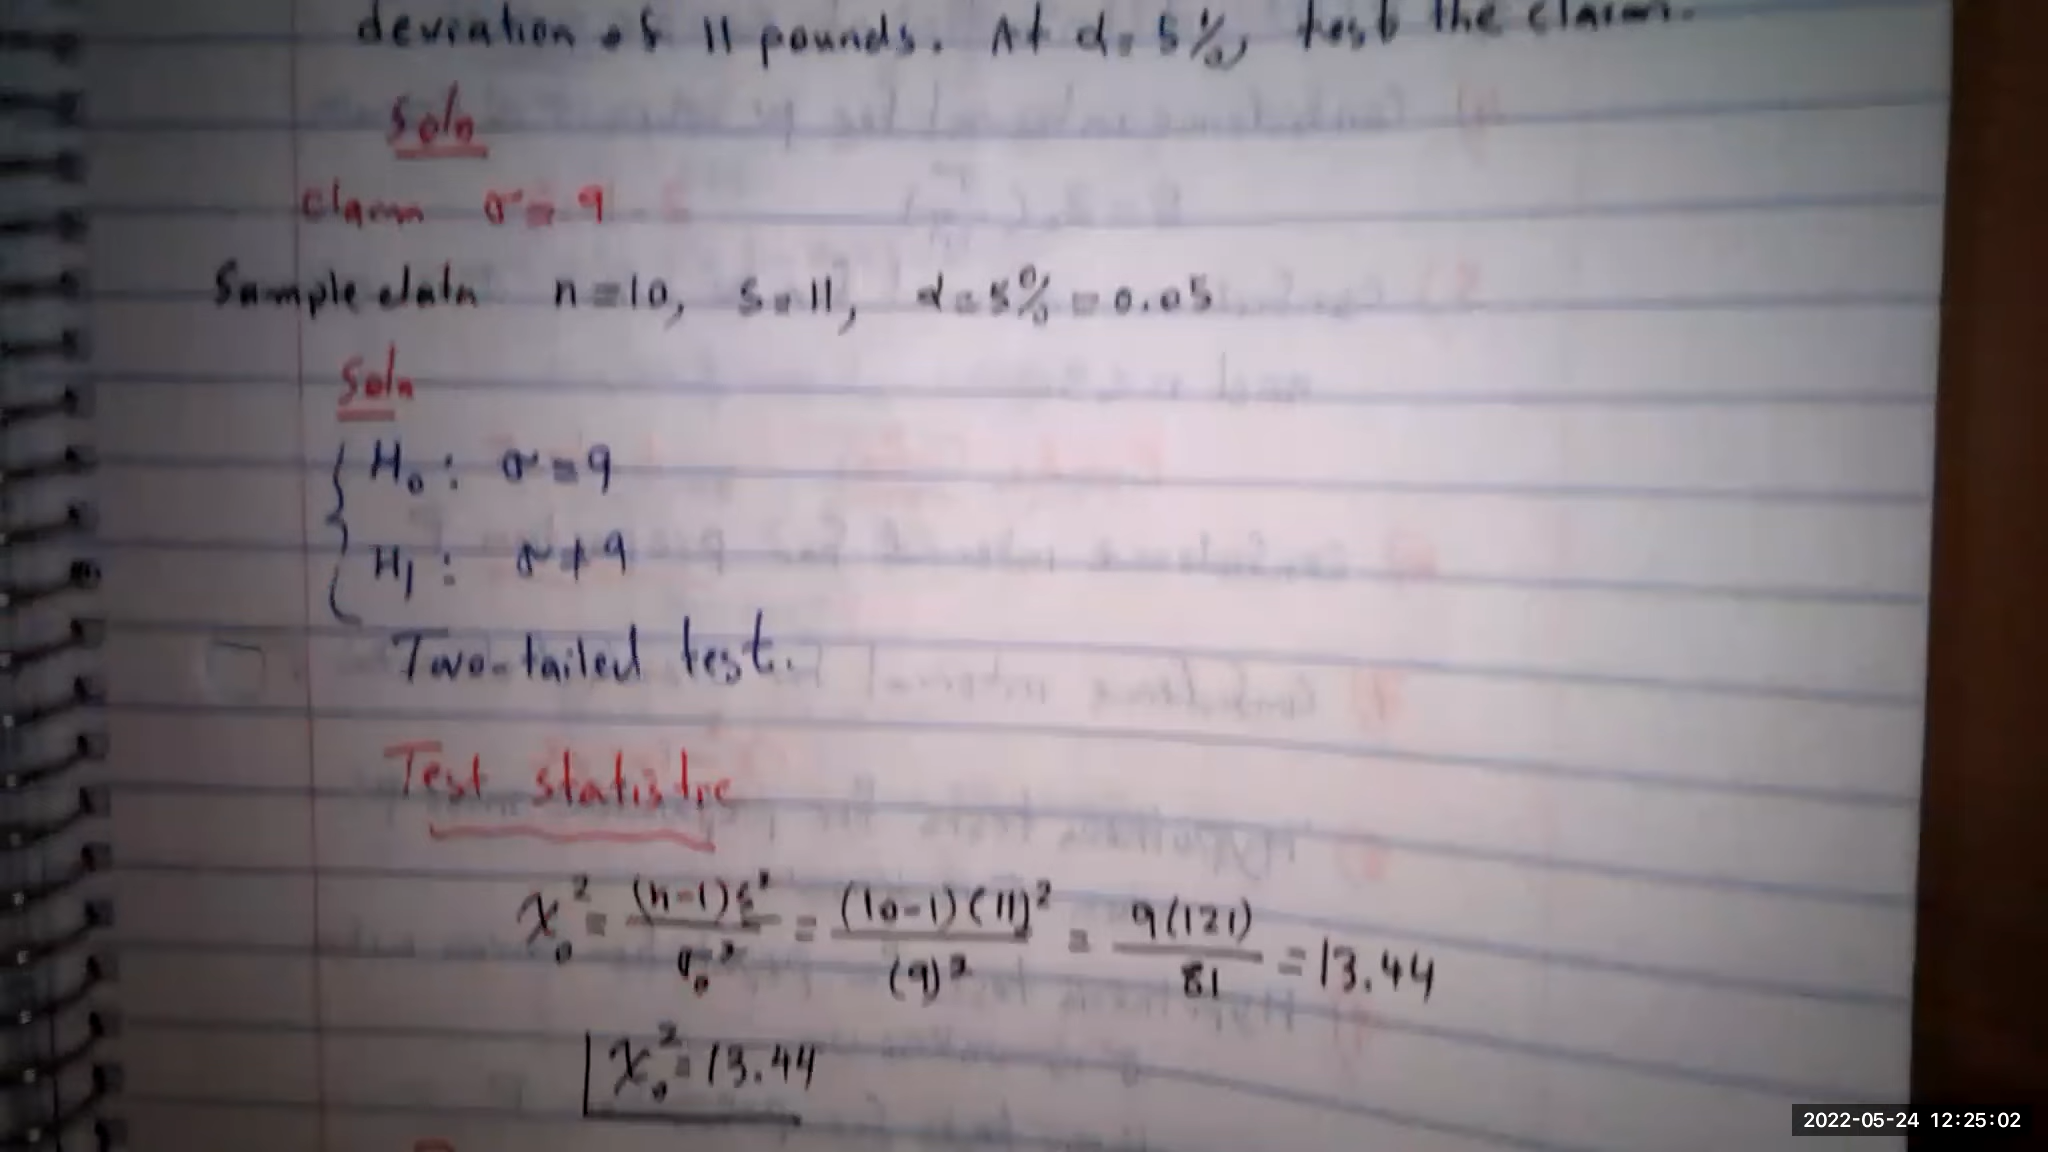 deviation of 11 pounds. At α = 5%, test the claim.
Soln
Claim σ = 9
Sample data n = 10, s = 11, α = 5% = 0.05
Soln
H₀ : σ = 9
H₁ : σ ≠ 9
Two-tailed test.
Test statistic
χ₀² = (n-1)s²/σ₀² = (10-1)(11)²/(9)² = 9(121)/81 = 13.44
χ₀² = 13.44
2022-05-24 12:25:02